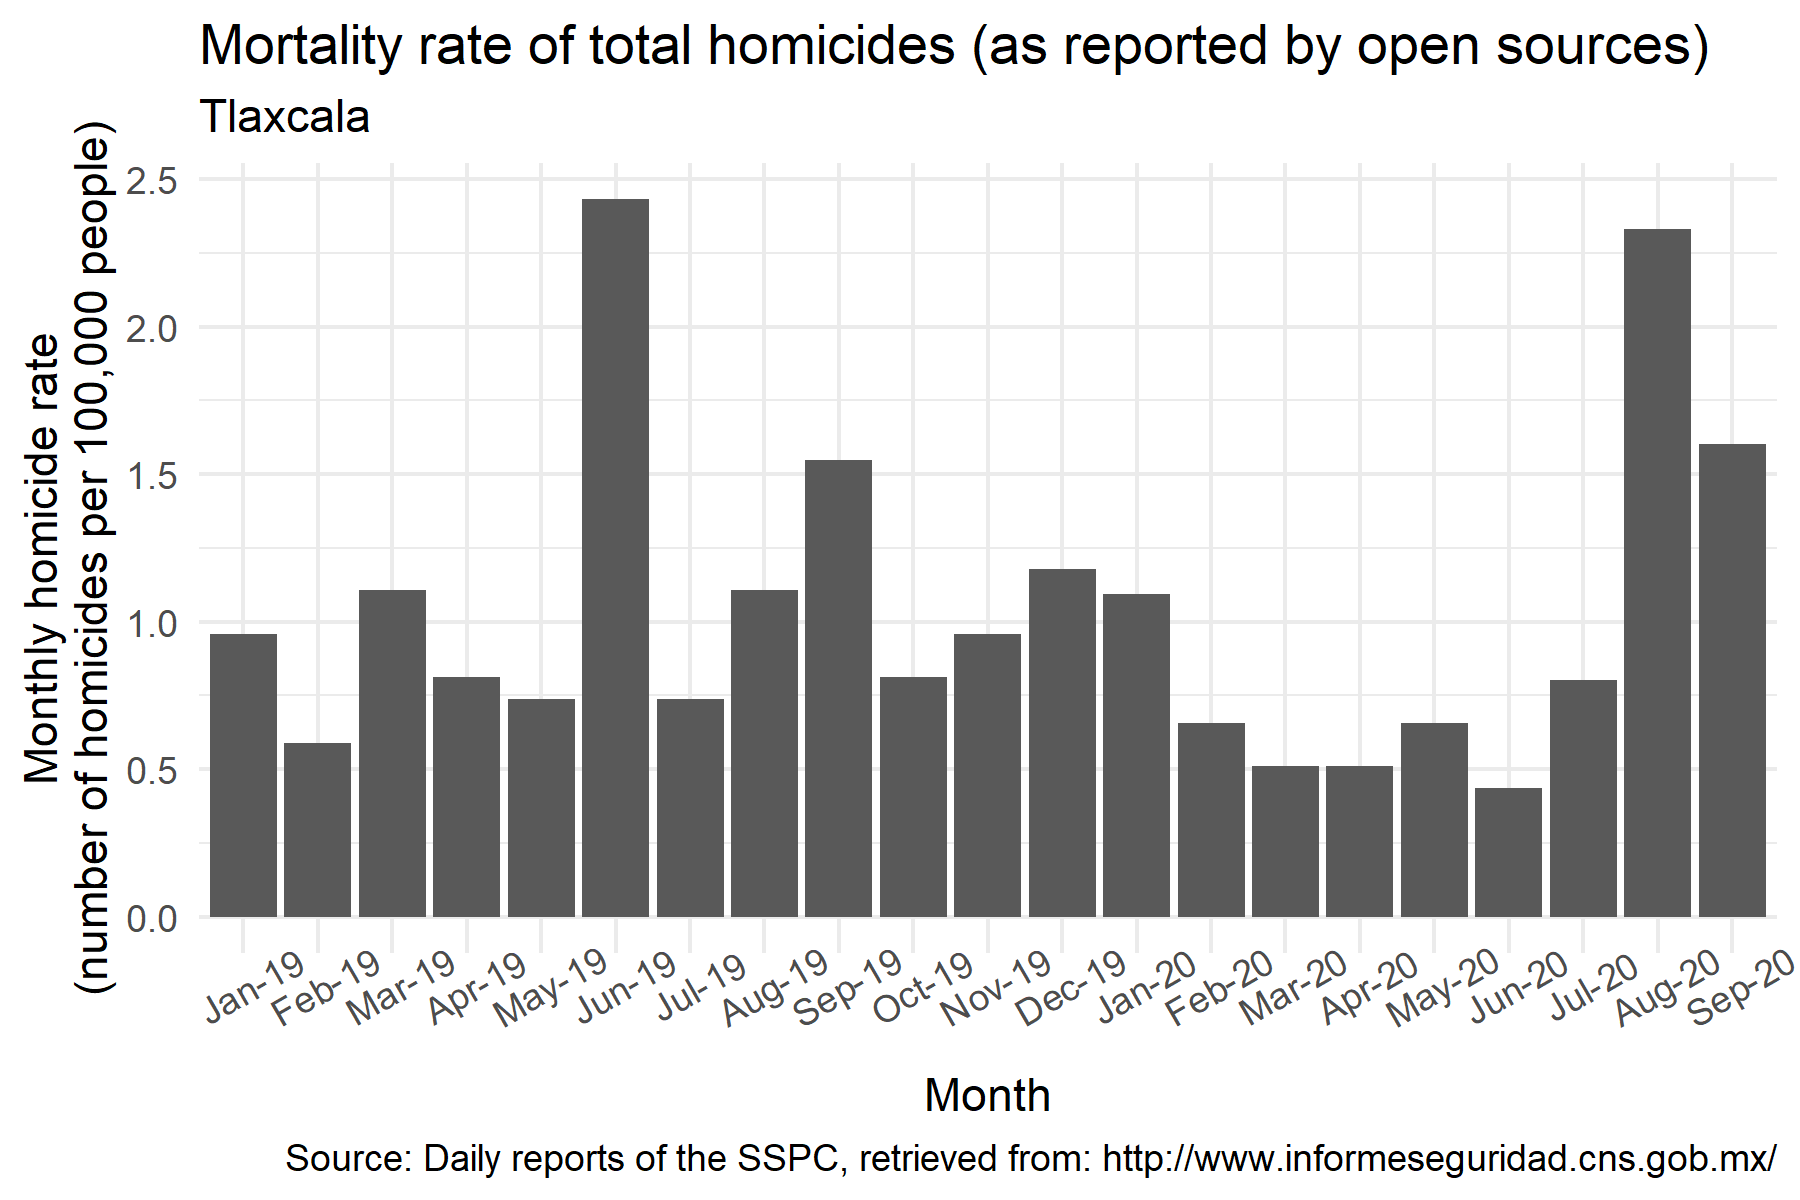 Mortality rate of total homicides (as reported by open sources)
Tlaxcala
Monthly homicide rate
(number of homicides per 100,000 people)
2.5
2.0
1.5
1.0
0.5
0.0
Jan-19
Feb-19
Mar-19
Apr-19
May-19
Jun-19
Jul-19
Aug-19
Sep-19
Oct-19
Nov-19
Dec-19
Jan-20
Feb-20
Mar-20
Apr-20
May-20
Jun-20
Jul-20
Aug-20
Sep-20
Month
Source: Daily reports of the SSPC, retrieved from: http://www.informeseguridad.cns.gob.mx/